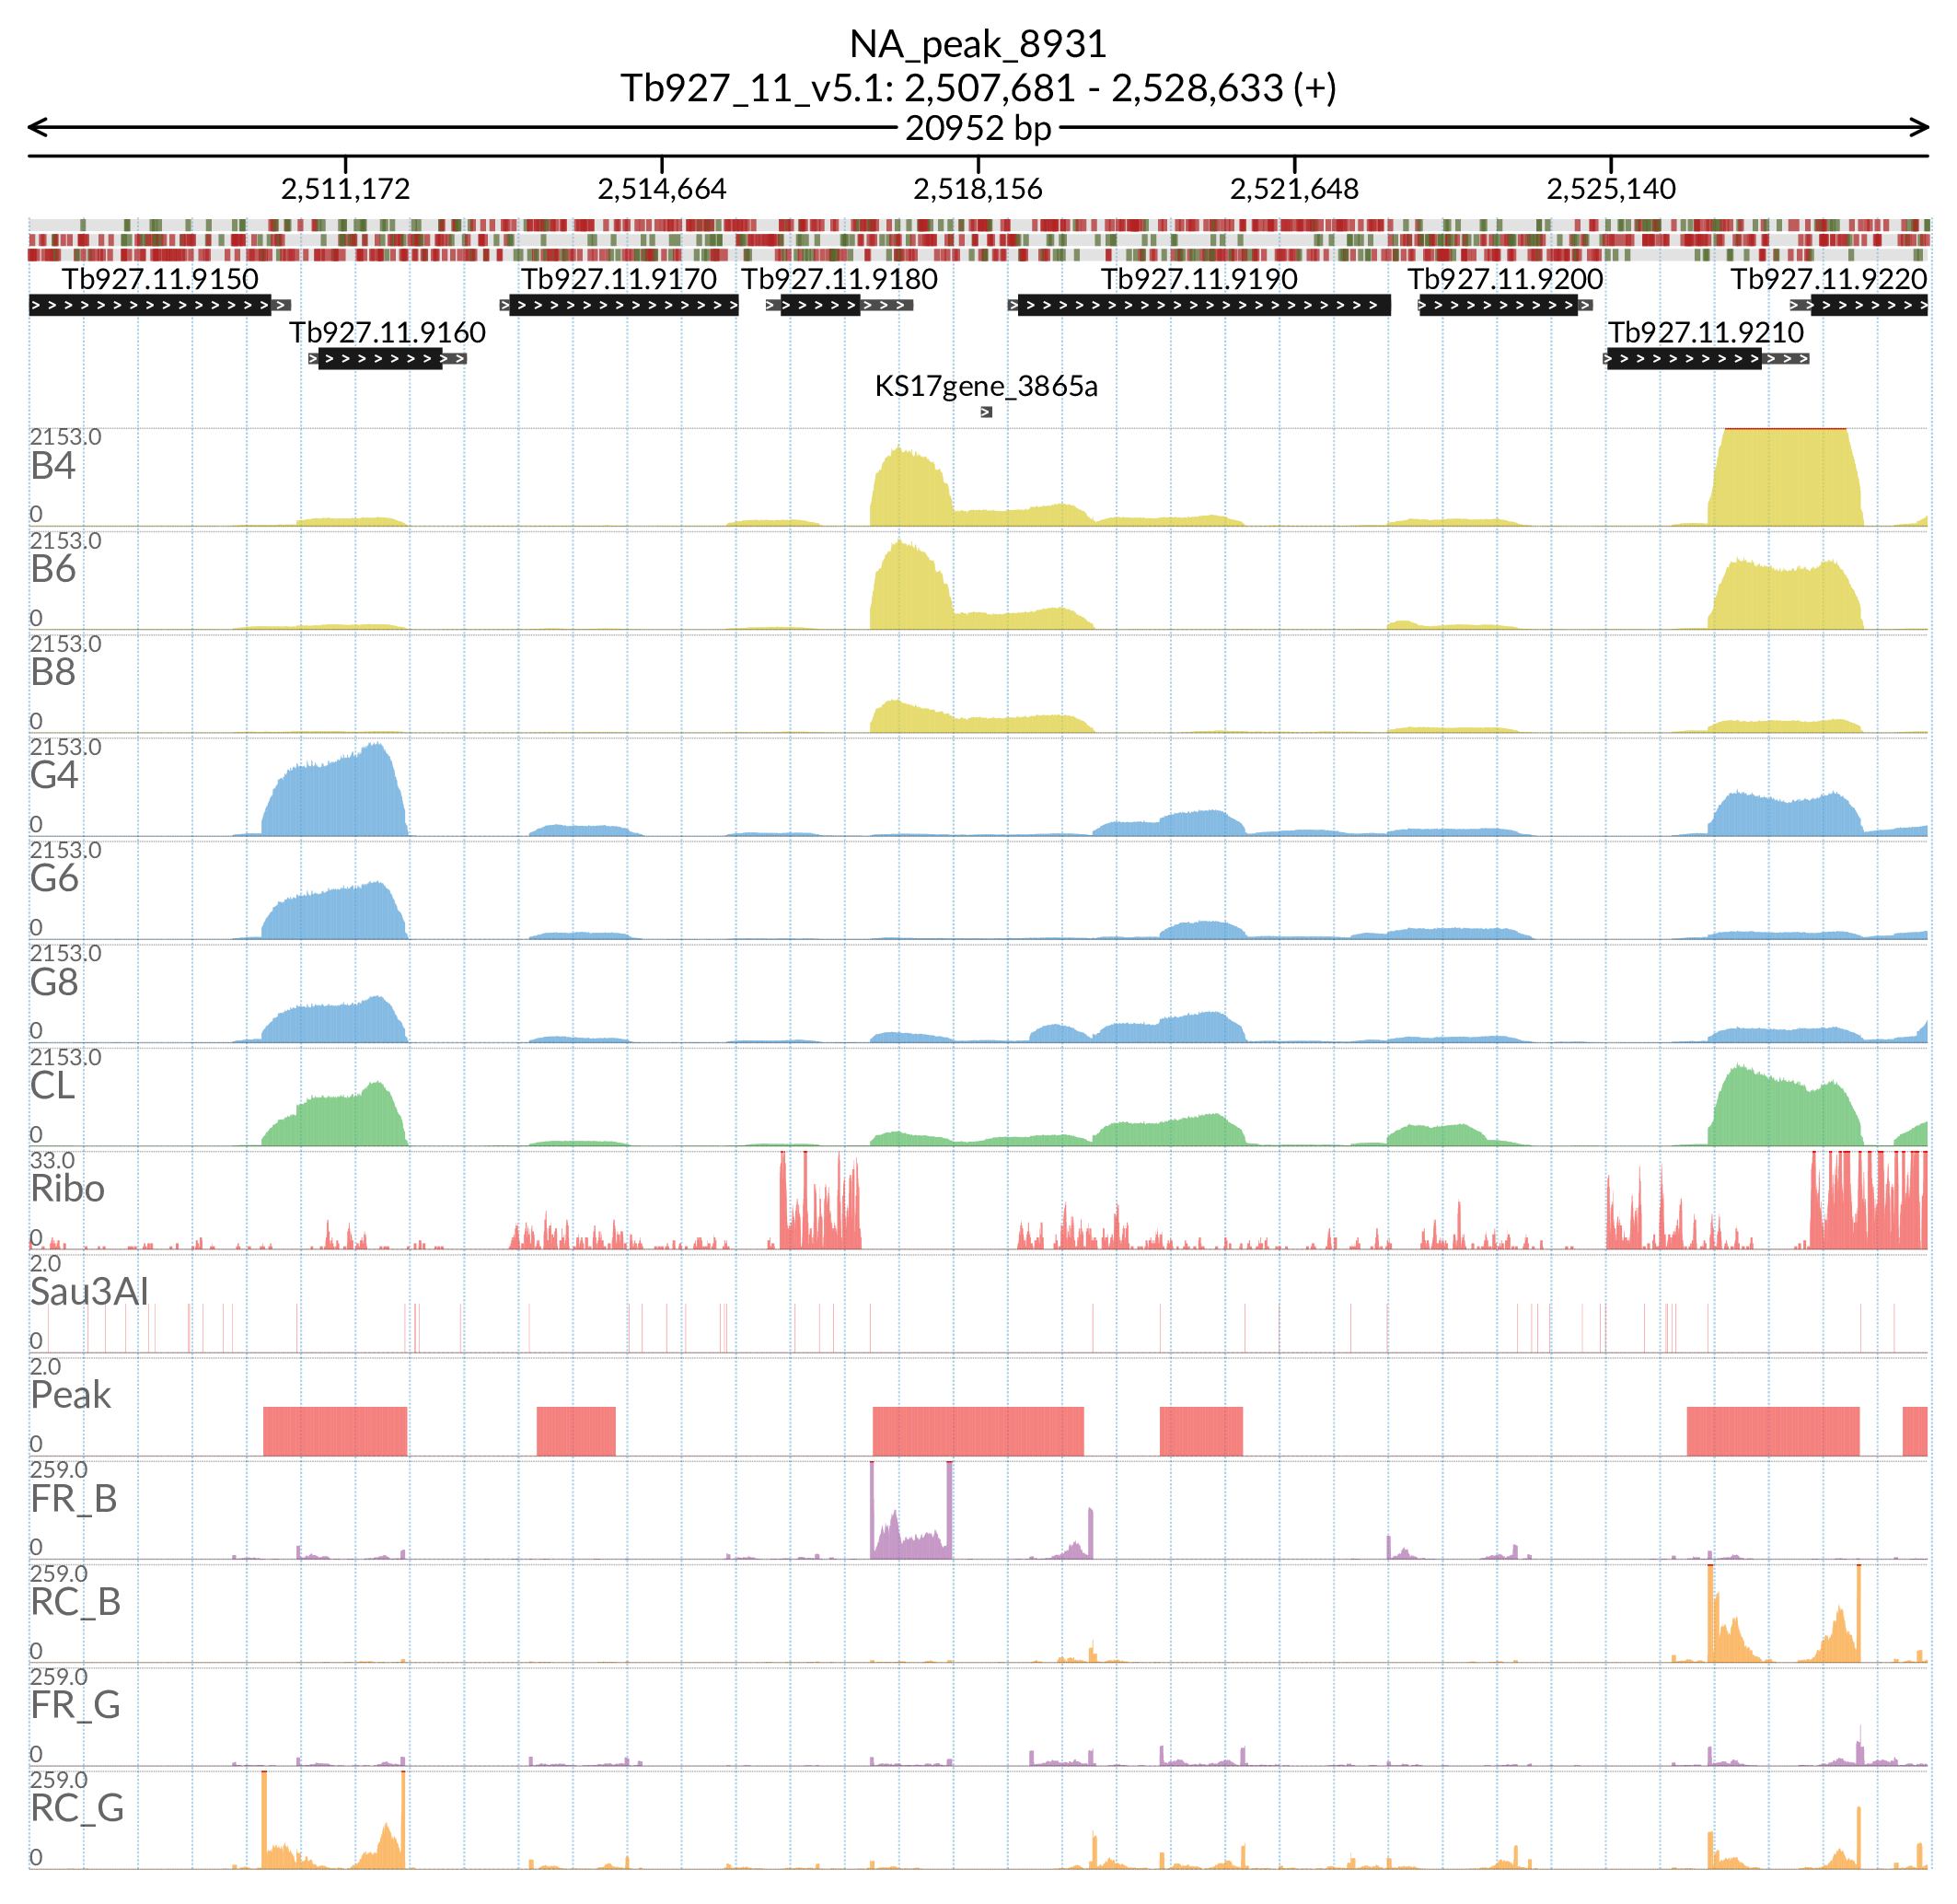 NA_peak_8931
Tb927_11_v5.1: 2,507,681 - 2,528,633 (+)
20952 bp
2,511,172 2,514,664 2,518,156 2,521,648 2,525,140
Tb927.11.9150 Tb927.11.9170 Tb927.11.9180 Tb927.11.9190 Tb927.11.9200 Tb927.11.9220
Tb927.11.9160 Tb927.11.9210
KS17gene_3865a
2153.0
B4
0
2153.0
B6
0
2153.0
B8
0
2153.0
G4
0
2153.0
G6
0
2153.0
G8
0
2153.0
CL
0
33.0
Ribo
0
2.0
Sau3AI
0
2.0
Peak
0
259.0
FR_B
0
259.0
RC_B
0
259.0
FR_G
0
259.0
RC_G
0